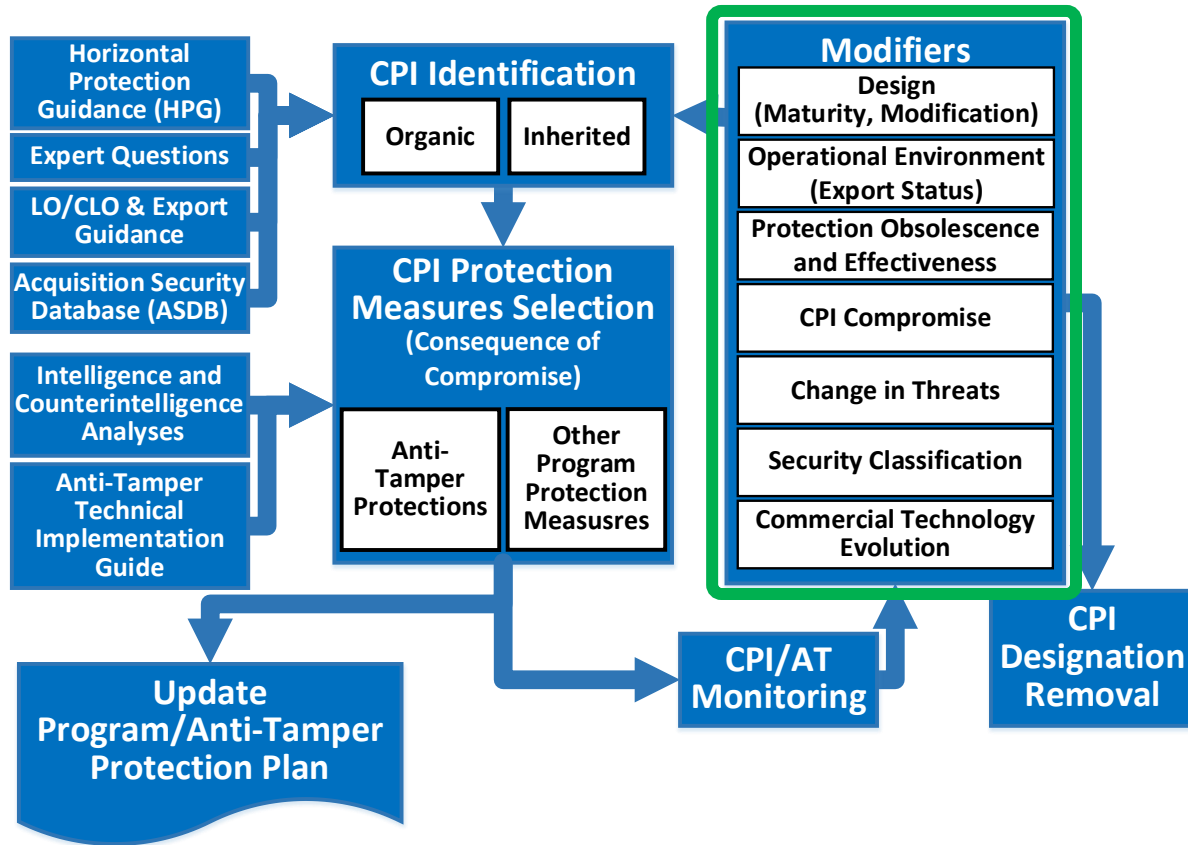 Horizontal
Protection
Guidance (HPG)
Expert Questions
LO/CLO & Export
Guidance
Acquisition Security
Database (ASDB)
Intelligence and
Counterintelligence
Analyses
Anti-Tamper
Technical
Implementation
Guide
CPI Identification
Organic
Inherited
CPI Protection
Measures Selection
(Consequence of
Compromise)
Anti-
Tamper
Protections
Other
Program
Protection
Measusres
Modifiers
Design
(Maturity, Modification)
Operational Environment
(Export Status)
Protection Obsolescence
and Effectiveness
CPI Compromise
Change in Threats
Security Classification
Commercial Technology
Evolution
Update
Program/Anti-Tamper
Protection Plan
CPI/AT
Monitoring
CPI
Designation
Removal